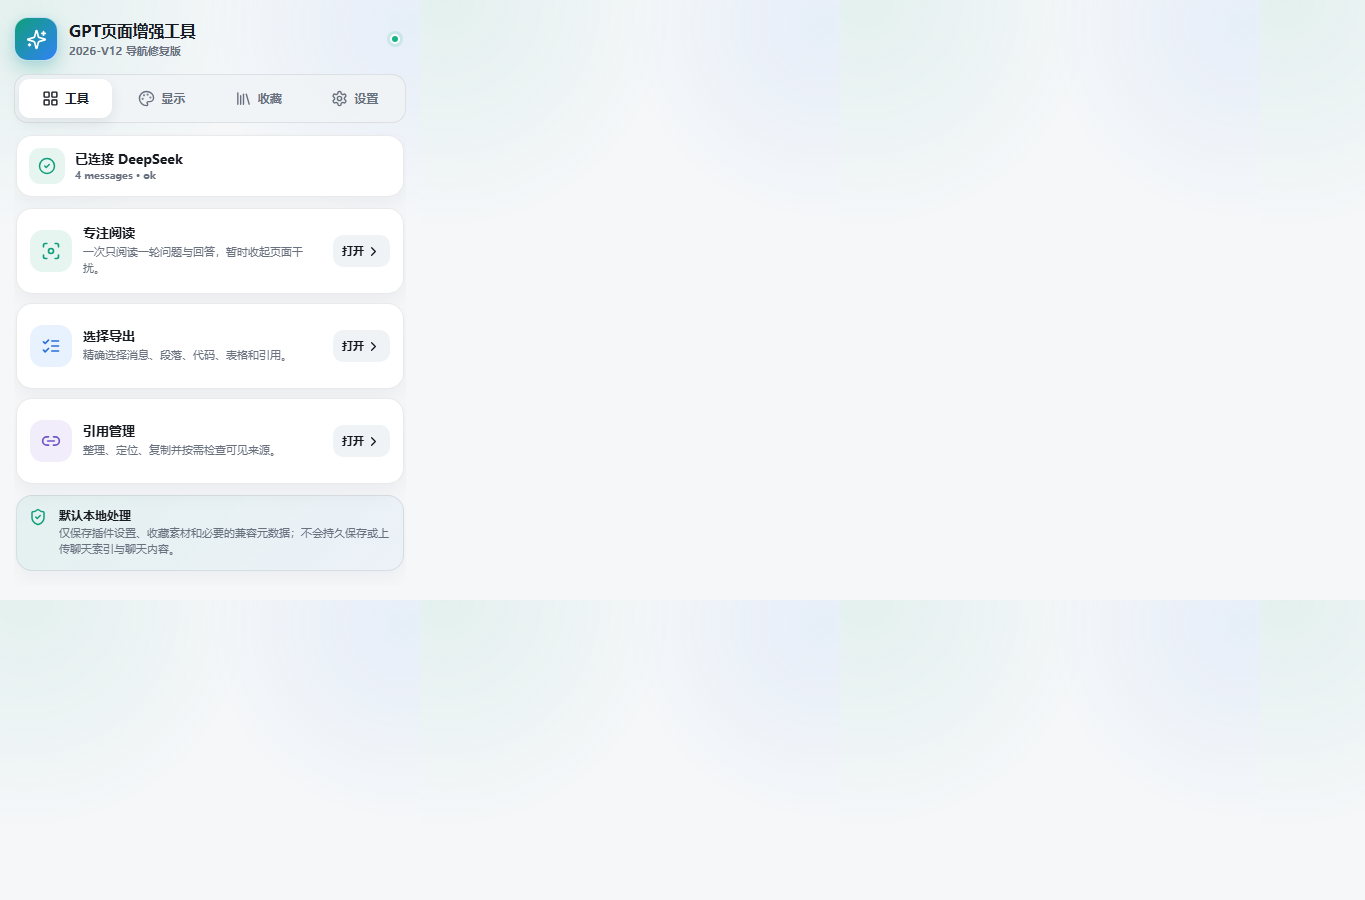 GPT页面增强工具
2026-V12 导航修复版
工具
显示
收藏
设置
已连接 DeepSeek
4 messages • ok
专注阅读
一次只阅读一轮问题与回答，暂时收起页面干
扰。
打开
选择导出
精确选择消息、段落、代码、表格和引用。
打开
引用管理
整理、定位、复制并按需检查可见来源。
打开
默认本地处理
仅保存插件设置、收藏素材和必要的兼容元数据；不会持久保存或上
传聊天索引与聊天内容。